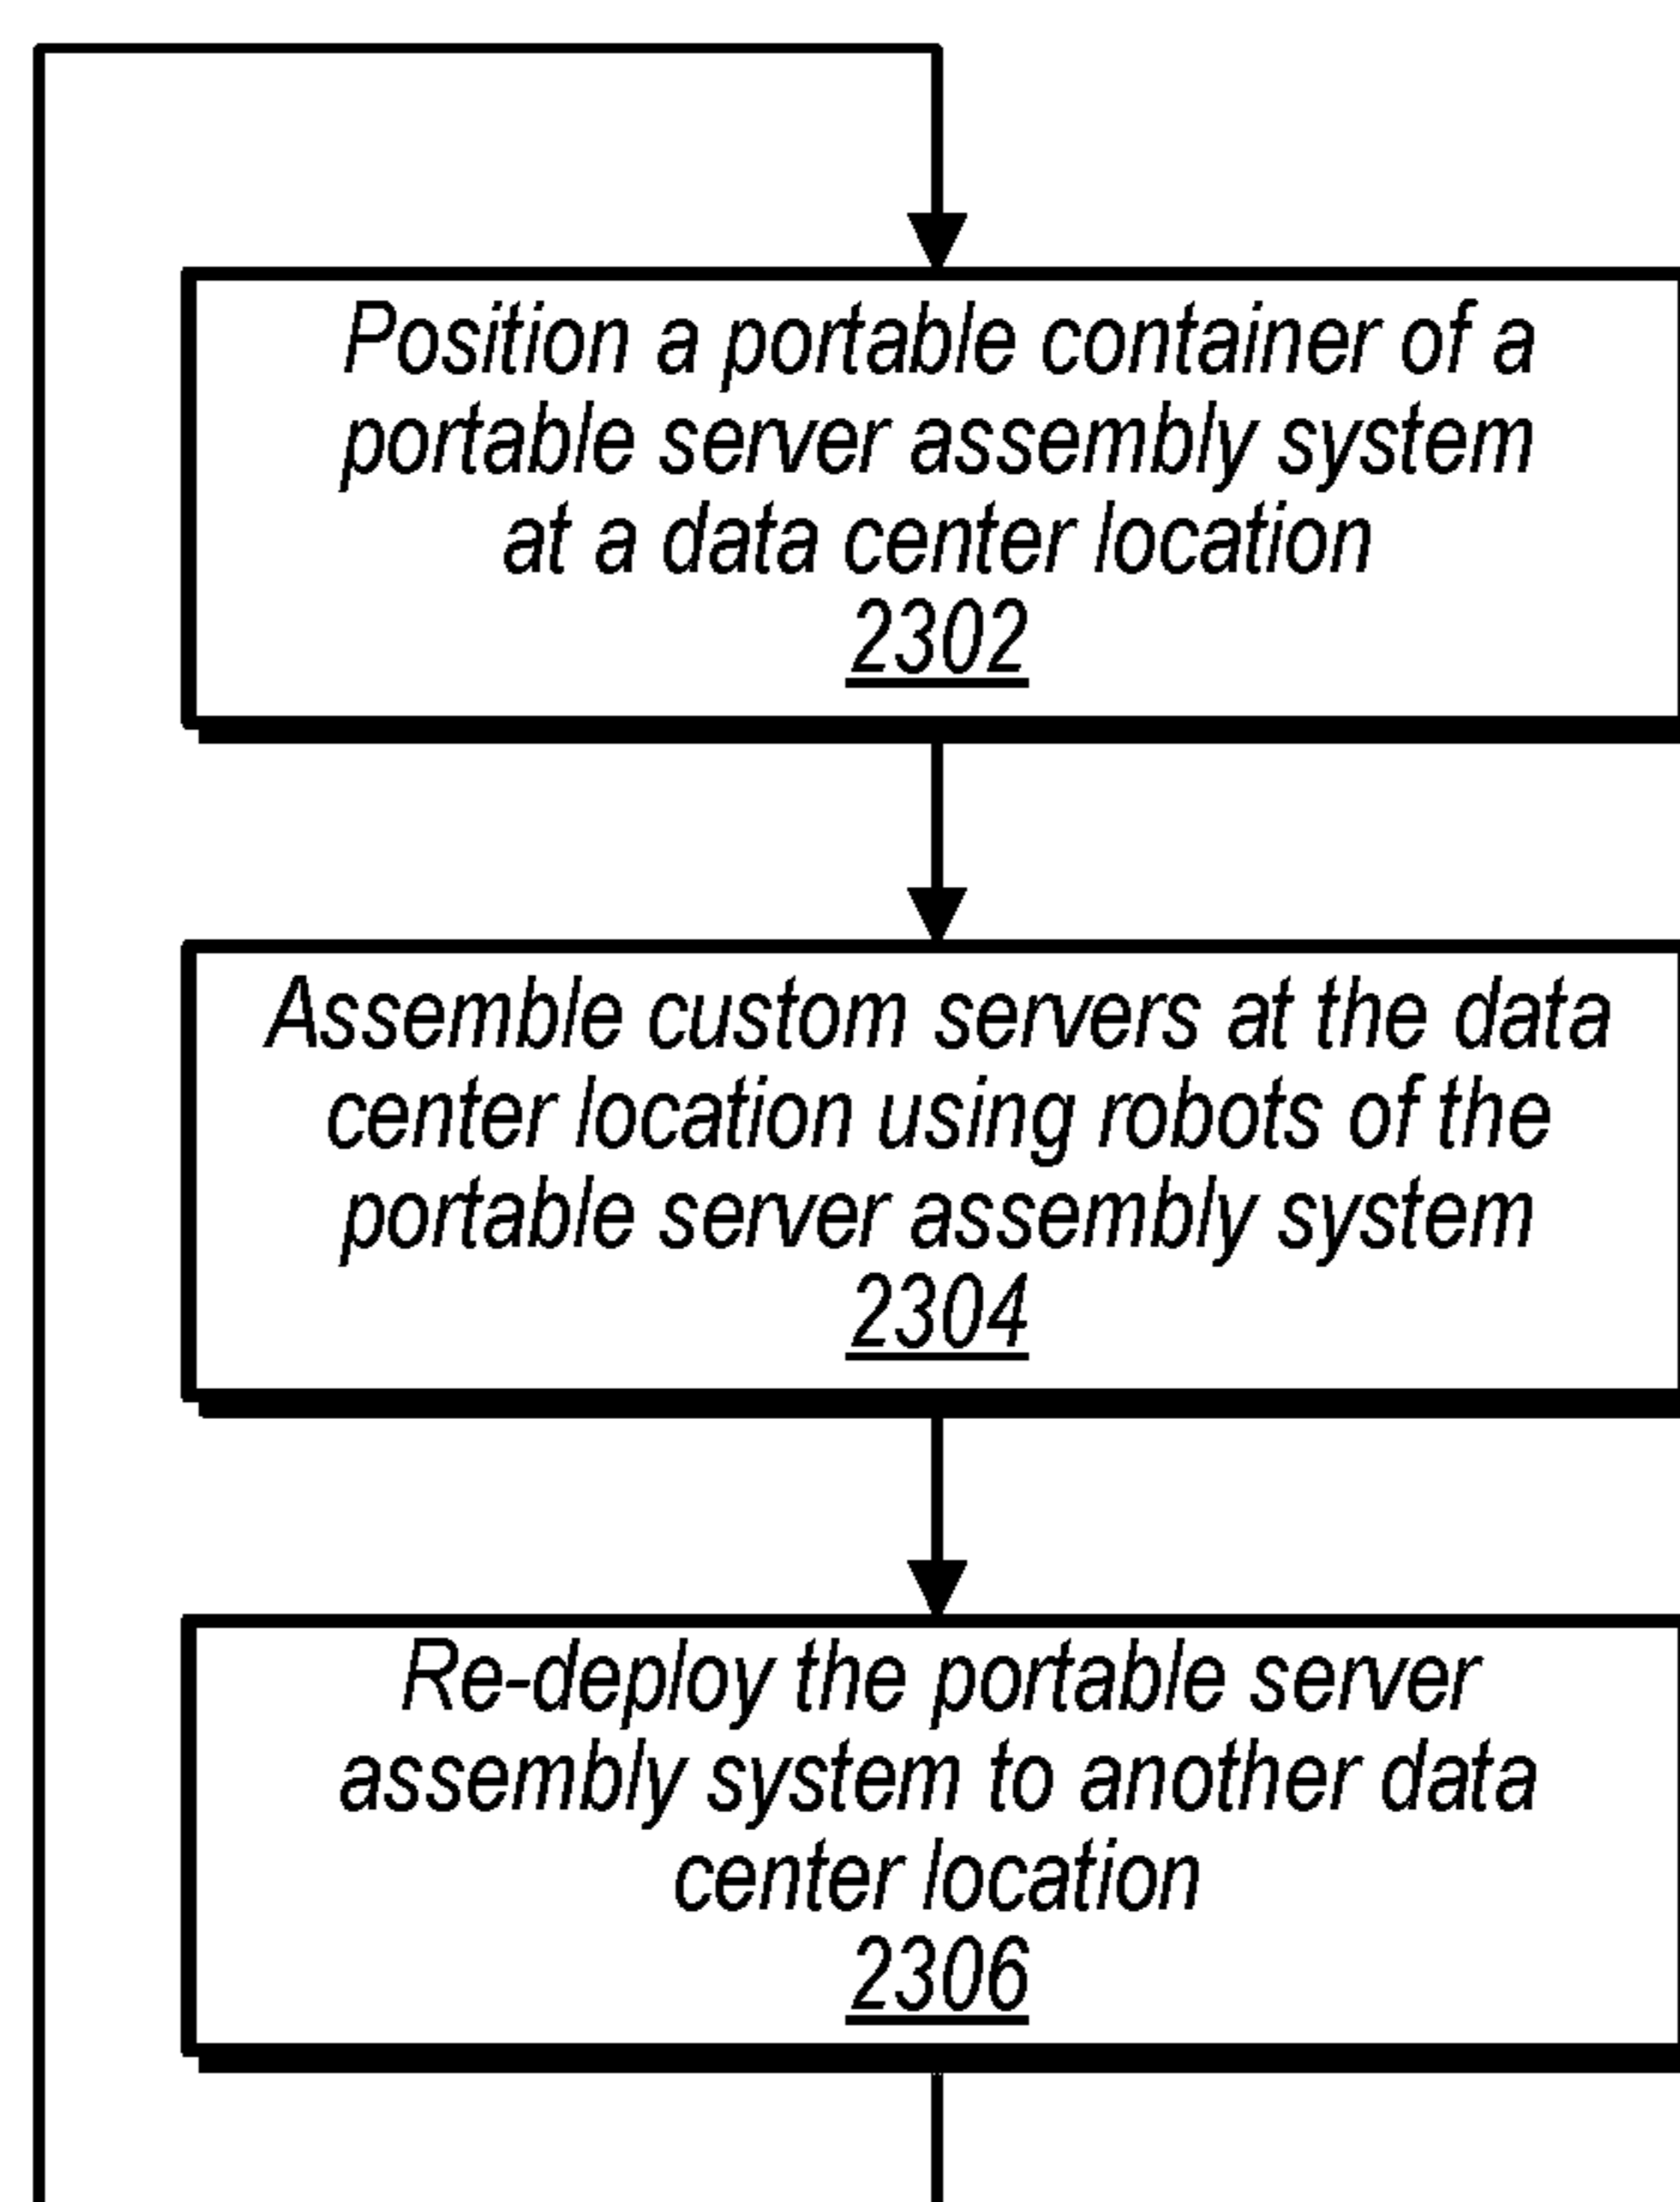 Position a portable container of a
portable server assembly system
at a data center location
2302
Assemble custom servers at the data
center location using robots of the
portable server assembly system
2304
Re-deploy the portable server
assembly system to another data
center location
2306